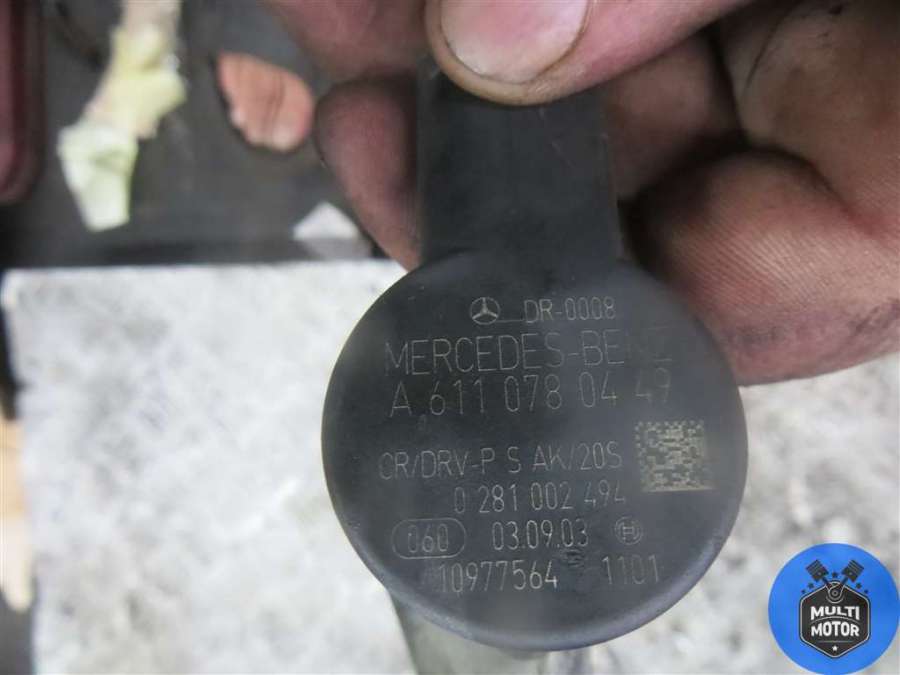 DR-0008
MERCEDES-BENZ
A 611 078 04 49
CR/DRV-P S AK/20S
0 281 002 494
060 03.09.03
10977564 1101
MULTI
MOTOR